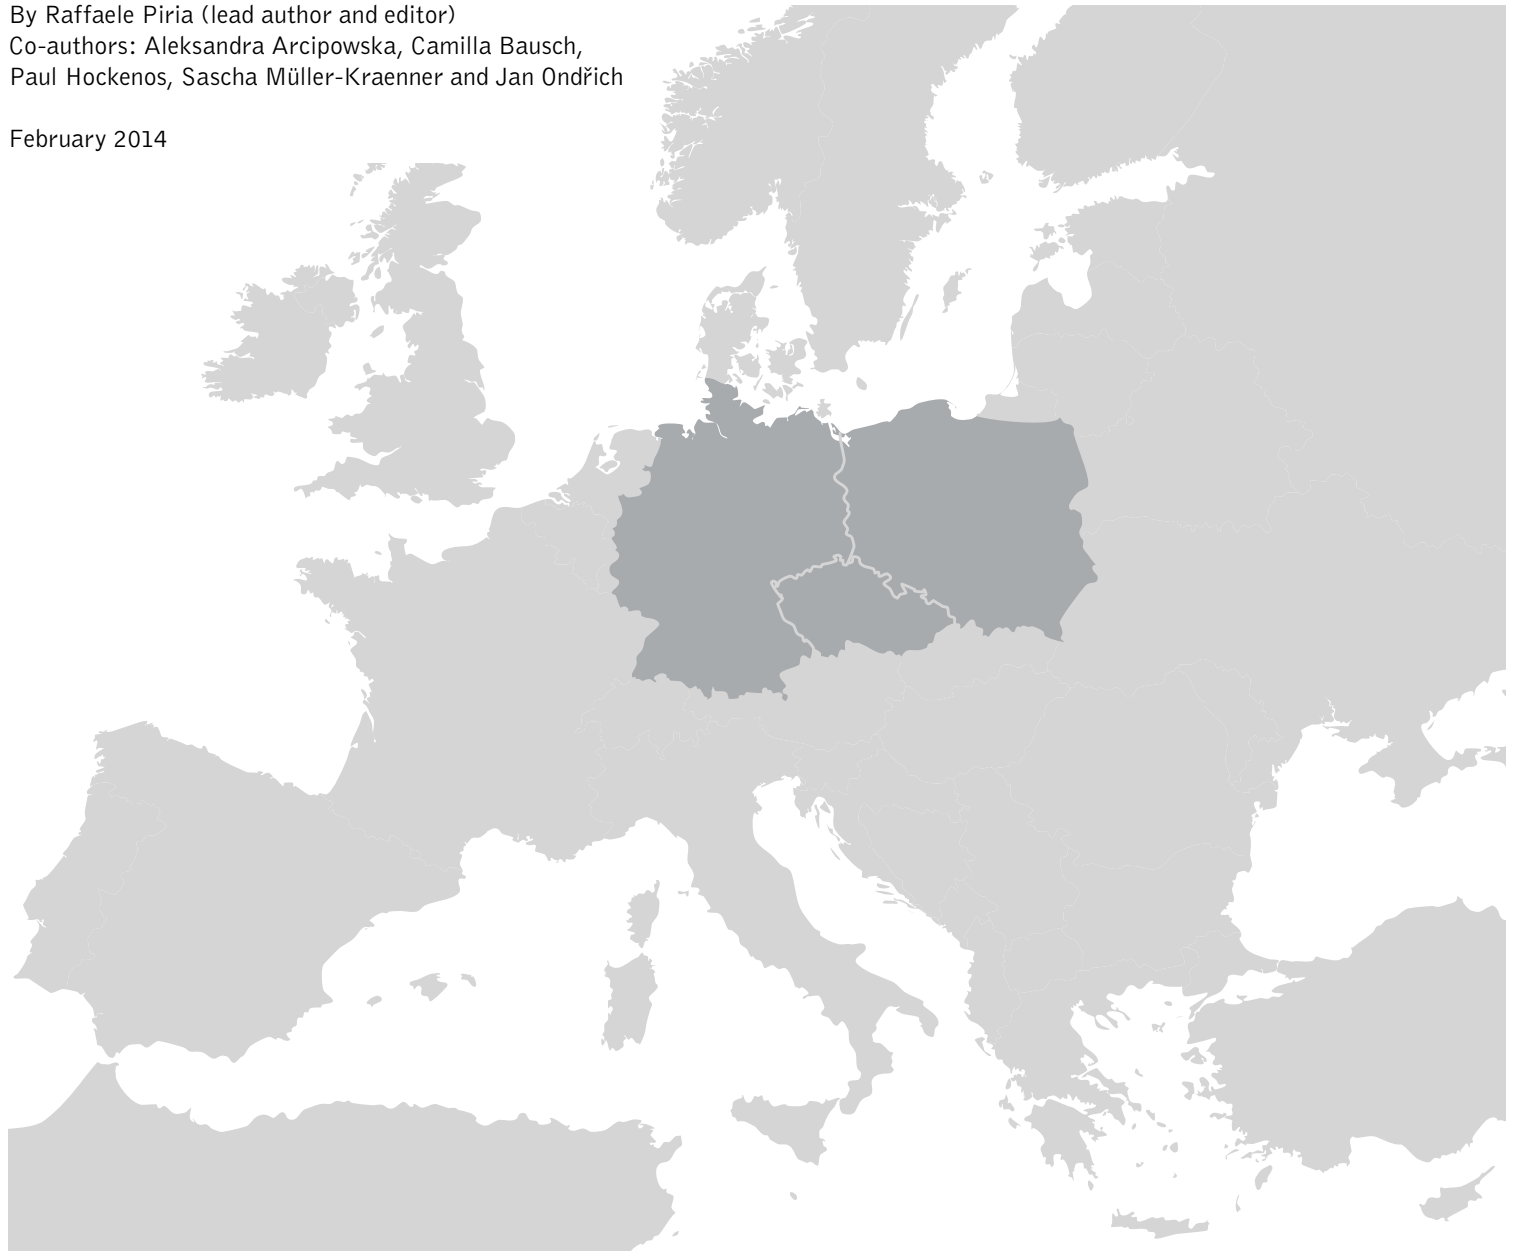 By Raffaele Piria (lead author and editor)
Co-authors: Aleksandra Arcipowska, Camilla Bausch,
Paul Hockenos, Sascha Müller-Kraenner and Jan Ondřich
February 2014